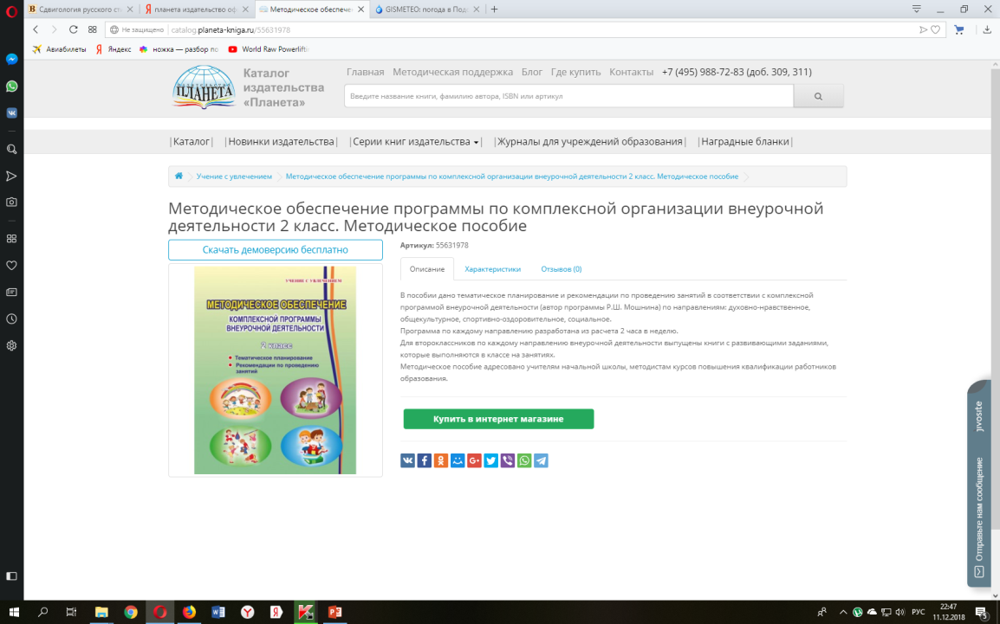 Сдвигология русского ст
планета издательство оф
Методическое обеспече
GISMETEO: погода в Под
Не защищено catalog.planeta-kniga.ru/55631978
Авиабилеты Яндекс ножка — разбор по World Raw Powerlift
ПЛАНЕТА
Каталог
издательства
«Планета»
Главная Методическая поддержка Блог Где купить Контакты +7 (495) 988-72-83 (доб. 309, 311)
Введите название книги, фамилию автора, ISBN или артикул
|Каталог| |Новинки издательства| |Серии книг издательства | |Журналы для учреждений образования| |Наградные бланки|
Учение с увлечением Методическое обеспечение программы по комплексной организации внеурочной деятельности 2 класс. Методическое пособие
Методическое обеспечение программы по комплексной организации внеурочной
деятельности 2 класс. Методическое пособие
Скачать демоверсию бесплатно
УЧЕНИЕ С УВЛЕЧЕНИЕМ
МЕТОДИЧЕСКОЕ ОБЕСПЕЧЕНИЕ
КОМПЛЕКСНОЙ ПРОГРАММЫ
ВНЕУРОЧНОЙ ДЕЯТЕЛЬНОСТИ
2 класс
Тематическое планирование
Рекомендации по проведению
занятий
Артикул: 55631978
Описание Характеристики Отзывов (0)
В пособии дано тематическое планирование и рекомендации по проведению занятий в соответствии с комплексной
программой внеурочной деятельности (автор программы Р.Ш. Мошнина) по направлениям: духовно-нравственное,
общекультурное, спортивно-оздоровительное, социальное.
Программа по каждому направлению разработана из расчета 2 часа в неделю.
Для второклассников по каждому направлению внеурочной деятельности выпущены книги с развивающими заданиями,
которые выполняются в классе на занятиях.
Методическое пособие адресовано учителям начальной школы, методистам курсов повышения квалификации работников
образования.
Купить в интернет магазине
jivosite
Отправьте нам сообщение
РУС
22:47
11.12.2018
5